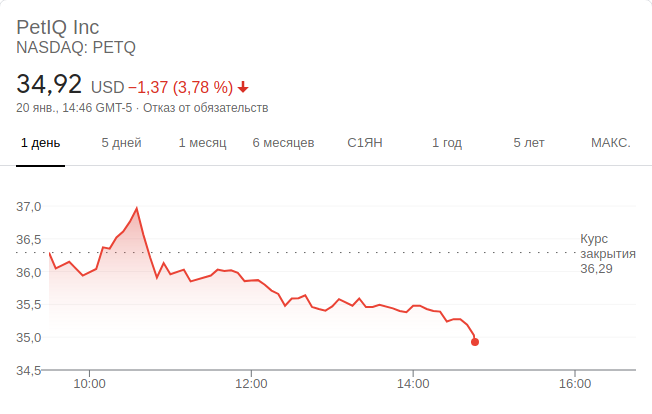 PetIQ Inc
NASDAQ: PETQ
34,92 USD −1,37 (3,78 %)
20 янв., 14:46 GMT-5 · Отказ от обязательств
1 день 5 дней 1 месяц 6 месяцев С1ЯН 1 год 5 лет МАКС.
37,0
36,5
36,0
35,5
35,0
34,5
Курс
закрытия
36,29
10:00 12:00 14:00 16:00